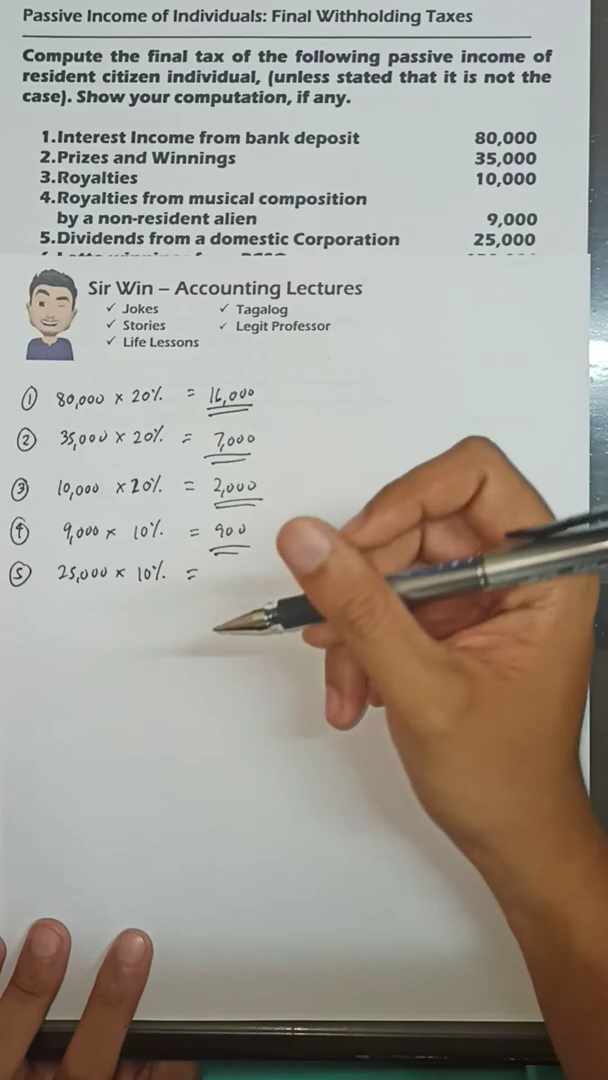 Passive Income of Individuals: Final Withholding Taxes
Compute the final tax of the following passive income of
resident citizen individual, (unless stated that it is not the
case). Show your computation, if any.
1.Interest Income from bank deposit 80,000
2.Prizes and Winnings 35,000
3.Royalties 10,000
4.Royalties from musical composition
by a non-resident alien 9,000
5.Dividends from a domestic Corporation 25,000
Sir Win – Accounting Lectures
✓ Jokes ✓ Tagalog
✓ Stories ✓ Legit Professor
✓ Life Lessons
① 80,000 x 20% = 16,000
② 35,000 x 20% = 7,000
③ 10,000 x 20% = 2,000
④ 9,000 x 10% = 900
⑤ 25,000 x 10% =